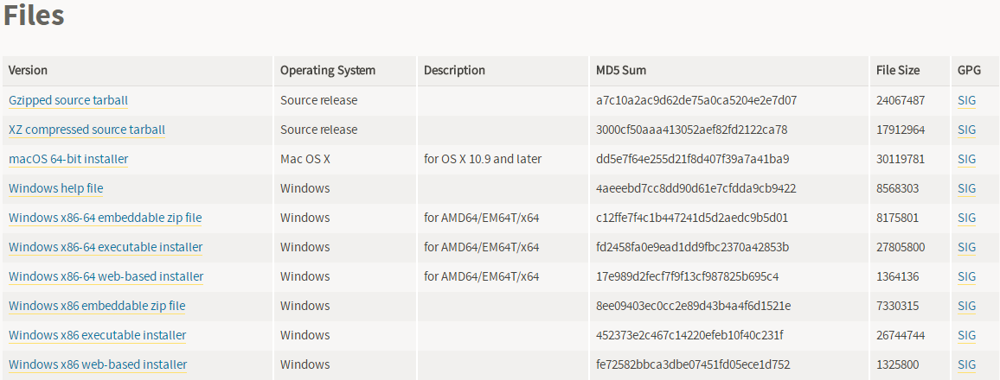 Files
Version Operating System Description MD5 Sum File Size GPG
Gzipped source tarball Source release a7c10a2ac9d62de75a0ca5204e2e7d07 24067487 SIG
XZ compressed source tarball Source release 3000cf50aaa413052aef82fd2122ca78 17912964 SIG
macOS 64-bit installer Mac OS X for OS X 10.9 and later dd5e7f64e255d21f8d407f39a7a41ba9 30119781 SIG
Windows help file Windows 4aeeebd7cc8dd90d61e7cfdda9cb9422 8568303 SIG
Windows x86-64 embeddable zip file Windows for AMD64/EM64T/x64 c12ffe7f4c1b447241d5d2aedc9b5d01 8175801 SIG
Windows x86-64 executable installer Windows for AMD64/EM64T/x64 fd2458fa0e9ead1dd9fbc2370a42853b 27805800 SIG
Windows x86-64 web-based installer Windows for AMD64/EM64T/x64 17e989d2fecf7f9f13cf987825b695c4 1364136 SIG
Windows x86 embeddable zip file Windows 8ee09403ec0cc2e89d43b4a4f6d1521e 7330315 SIG
Windows x86 executable installer Windows 452373e2c467c14220efeb10f40c231f 26744744 SIG
Windows x86 web-based installer Windows fe72582bbca3dbe07451fd05ece1d752 1325800 SIG